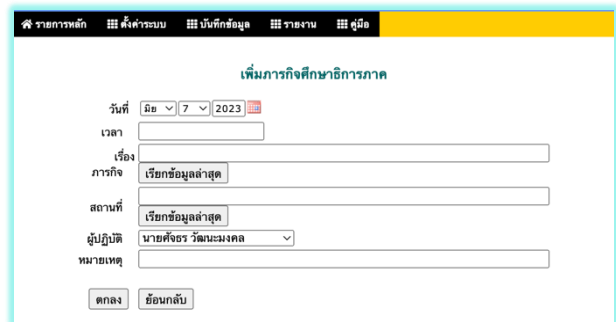 รายการหลัก ตั้งค่าระบบ บันทึกข้อมูล รายงาน คู่มือ
เพิ่มภารกิจศึกษาธิการภาค
วันที่ มิย 7 2023
เวลา
เรื่อง
ภารกิจ เรียกข้อมูลล่าสุด
สถานที่
เรียกข้อมูลล่าสุด
ผู้ปฏิบัติ นายศัจธร วัฒนะมงคล
หมายเหตุ
ตกลง ย้อนกลับ